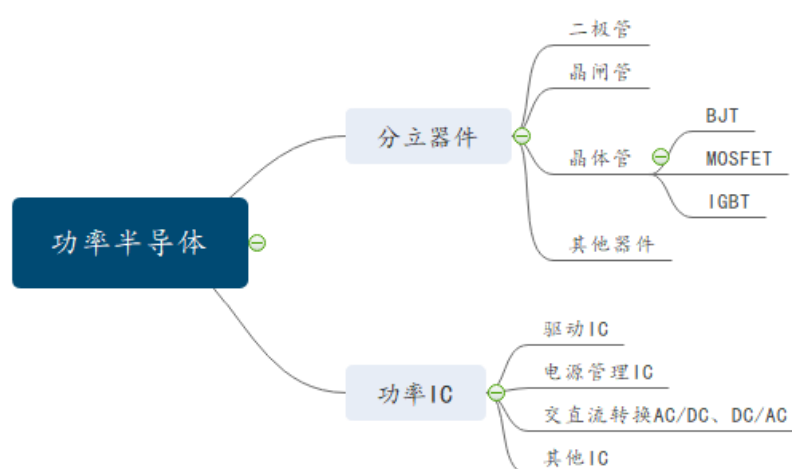 功率半导体
分立器件
二极管
晶闸管
晶体管
BJT
MOSFET
IGBT
其他器件
功率IC
驱动IC
电源管理IC
交直流转换AC/DC、DC/AC
其他IC